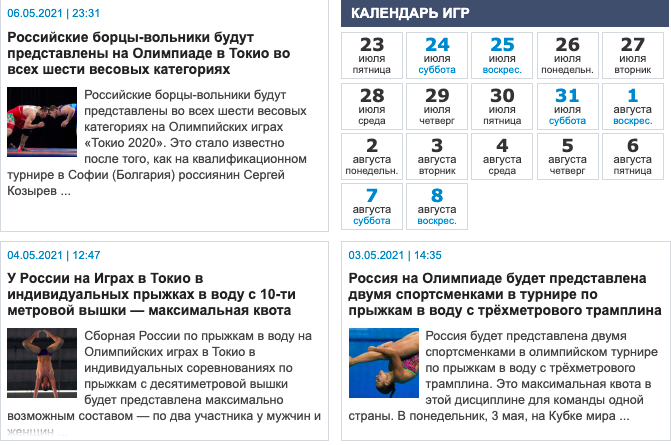 06.05.2021 | 23:31
Российские борцы-вольники будут
представлены на Олимпиаде в Токио во
всех шести весовых категориях
Российские борцы-вольники будут
представлены во всех шести весовых
категориях на Олимпийских играх
«Токио 2020». Это стало известно
после того, как на квалификационном
турнире в Софии (Болгария) россиянин Сергей
Козырев ...
КАЛЕНДАРЬ ИГР
23 24 25 26 27
июля июля июля июля июля
пятница суббота воскрес. понедельн. вторник
28 29 30 31 1
июля июля июля июля августа
среда четверг пятница суббота воскрес.
2 3 4 5 6
августа августа августа августа августа
понедельн. вторник среда четверг пятница
7 8
августа августа
суббота воскрес.
04.05.2021 | 12:47
У России на Играх в Токио в
индивидуальных прыжках в воду с 10-ти
метровой вышки — максимальная квота
Сборная России по прыжкам в воду на
Олимпийских играх в Токио в
индивидуальных соревнованиях по
прыжкам с десятиметровой вышки
будет представлена максимально
возможным составом — по два участника у мужчин и
женщин ...
03.05.2021 | 14:35
Россия на Олимпиаде будет представлена
двумя спортсменками в турнире по
прыжкам в воду с трёхметрового трамплина
Россия будет представлена двумя
спортсменками в олимпийском турнире
по прыжкам в воду с трёхметрового
трамплина. Это максимальная квота в
этой дисциплине для команды одной
страны. В понедельник, 3 мая, на Кубке мира ...